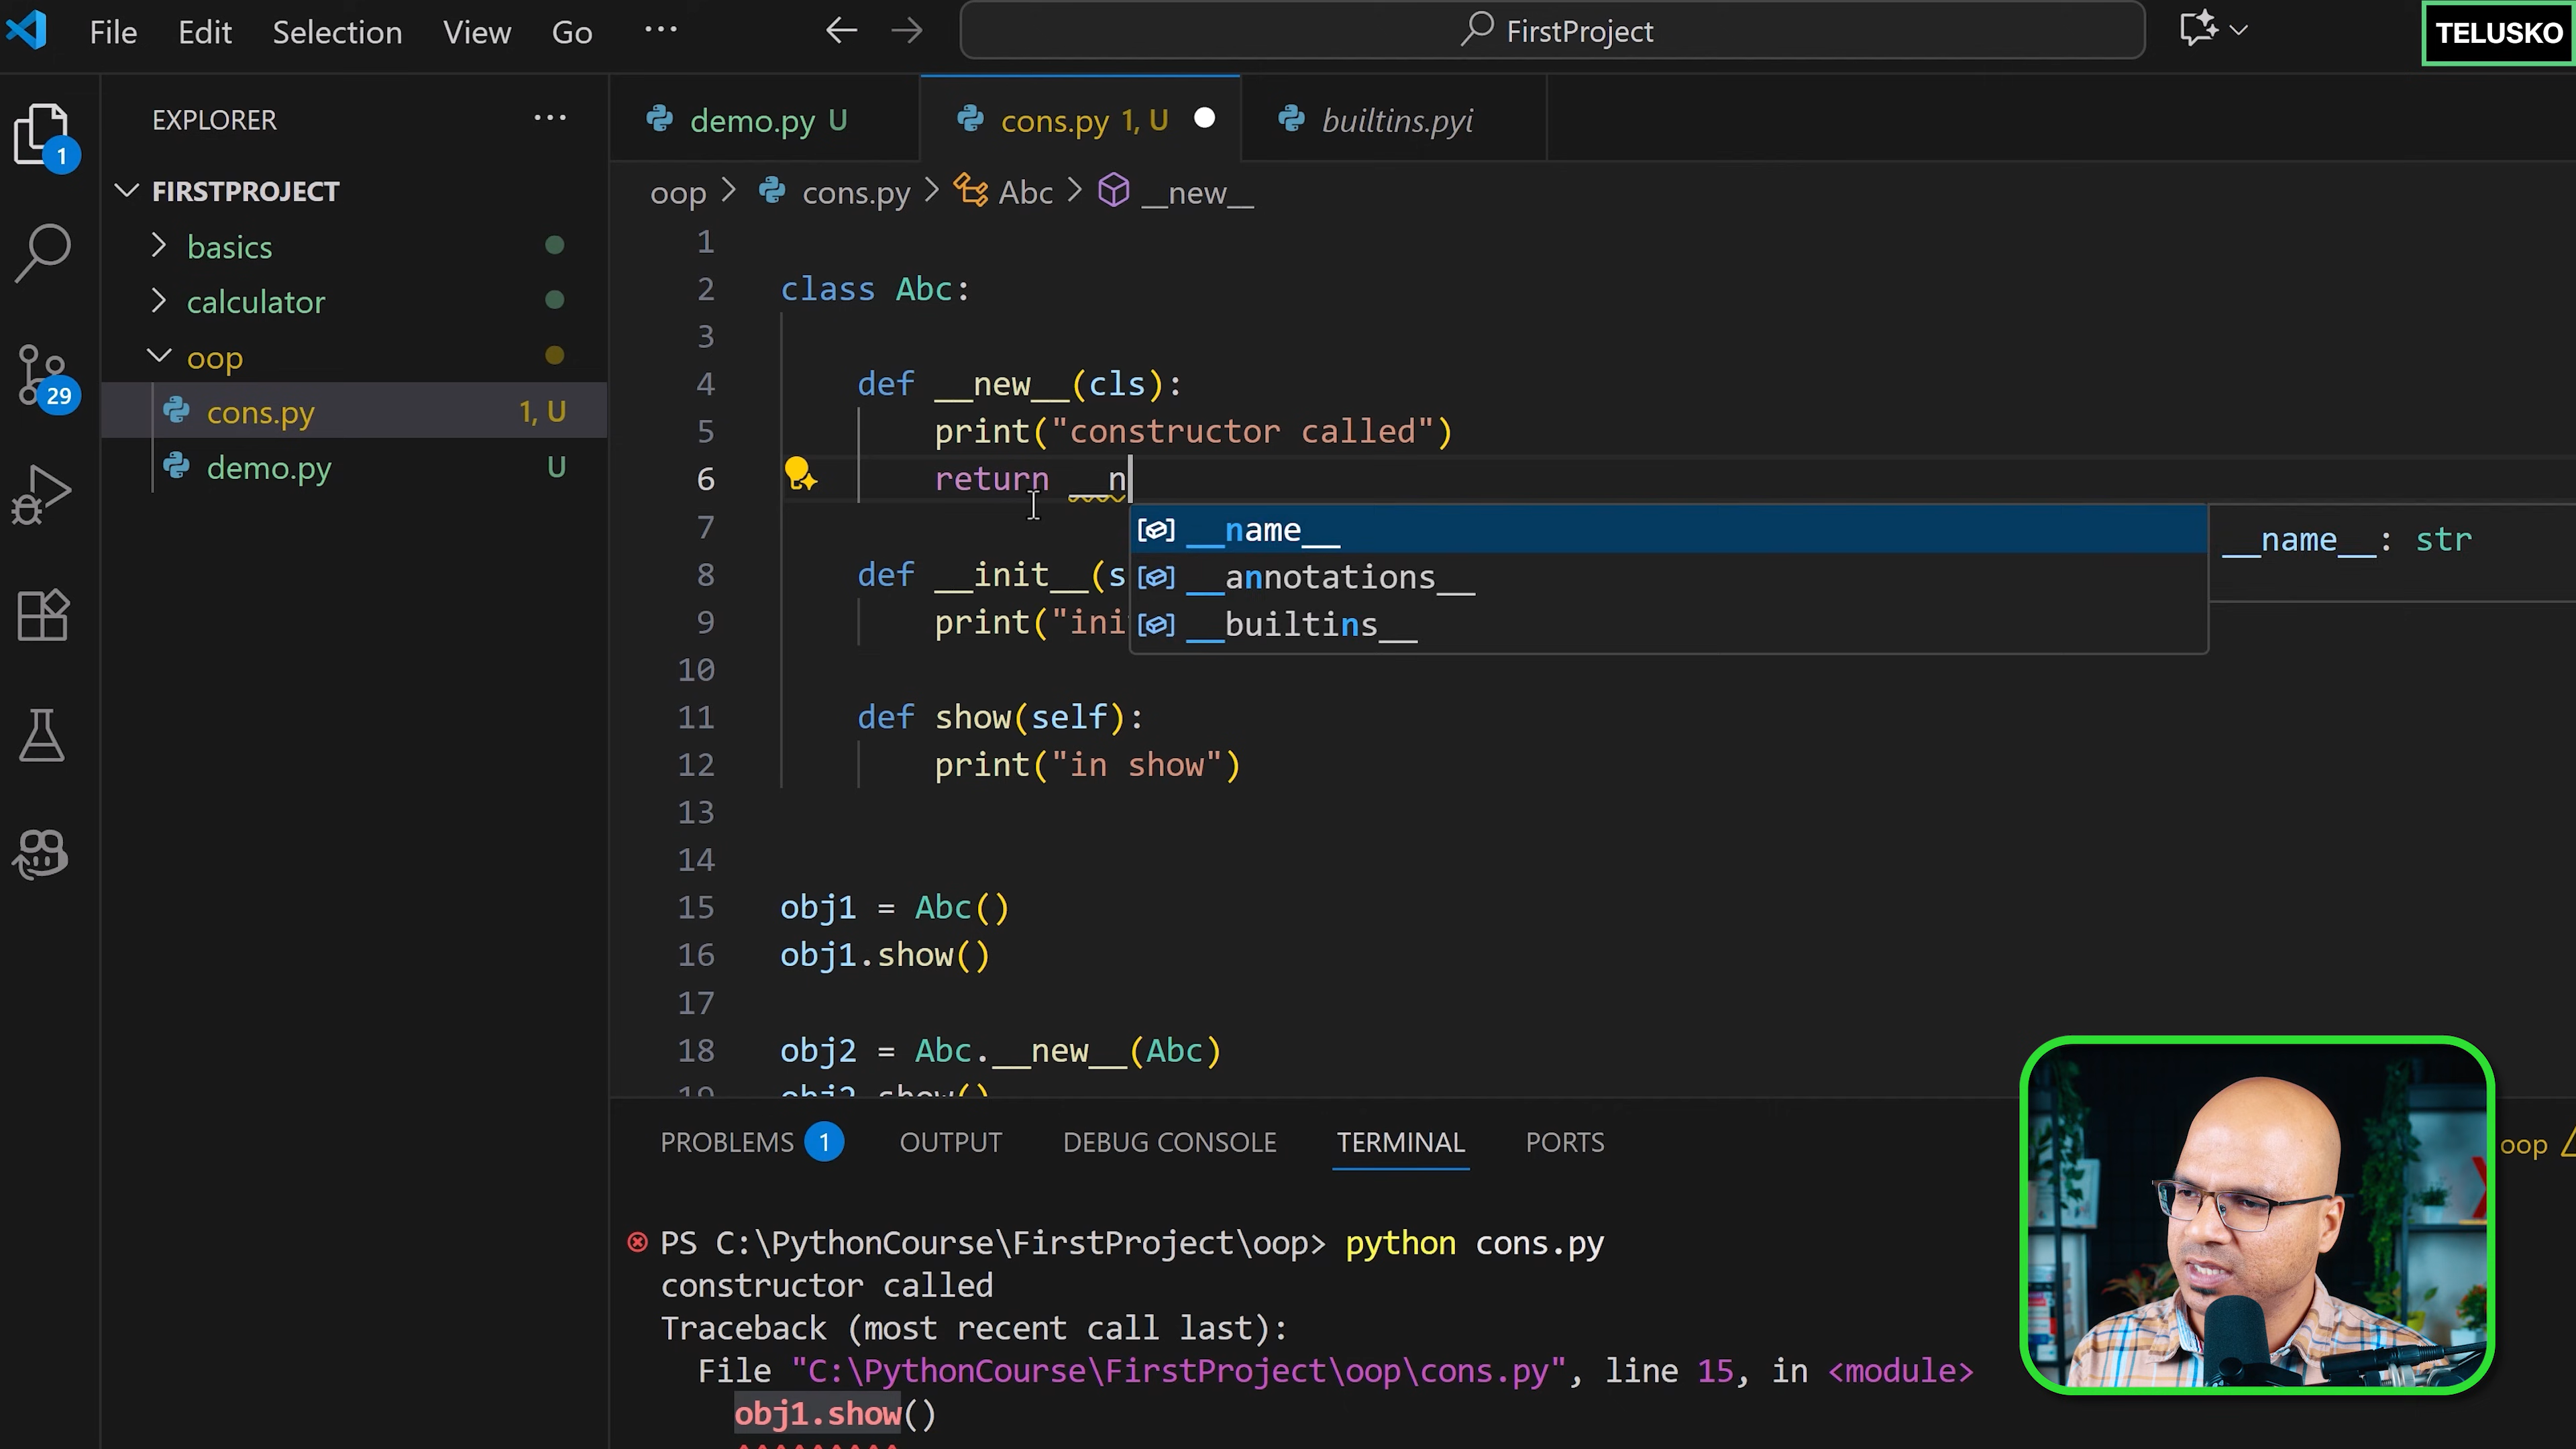 File Edit Selection View Go ··· FirstProject TELUSKO
EXPLORER ···
demo.py U cons.py 1, U builtins.pyi
1
FIRSTPROJECT
oop > cons.py > Abc > __new__
basics
calculator
oop
29
cons.py 1, U
demo.py U
1
2 class Abc:
3
4 def __new__(cls):
5 print("constructor called")
6 return __n
7
8 def __init__(s
9 print("ini
10
11 def show(self):
12 print("in show")
13
14
15 obj1 = Abc()
16 obj1.show()
17
18 obj2 = Abc.__new__(Abc)
19 obj2.show()
__name__
__annotations__
__builtins__
__name__: str
PROBLEMS 1 OUTPUT DEBUG CONSOLE TERMINAL PORTS oop
PS C:\PythonCourse\FirstProject\oop> python cons.py
constructor called
Traceback (most recent call last):
File "C:\PythonCourse\FirstProject\oop\cons.py", line 15, in <module>
obj1.show()
^^^^^^^^^